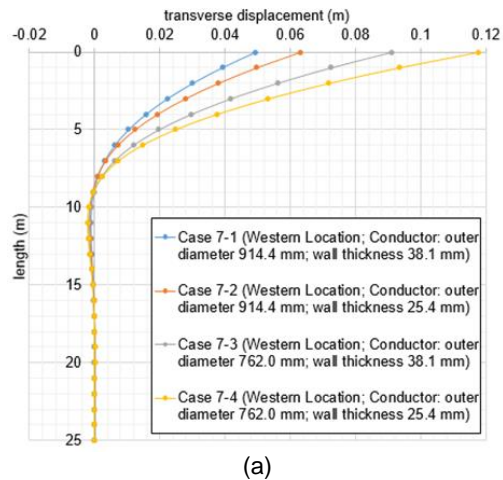 transverse displacement (m)
-0.02 0 0.02 0.04 0.06 0.08 0.1 0.12
0
5
10
15
20
25
length (m)
Case 7-1 (Western Location; Conductor: outer
diameter 914.4 mm; wall thickness 38.1 mm)
Case 7-2 (Western Location; Conductor: outer
diameter 914.4 mm; wall thickness 25.4 mm)
Case 7-3 (Western Location; Conductor: outer
diameter 762.0 mm; wall thickness 38.1 mm)
Case 7-4 (Western Location; Conductor: outer
diameter 762.0 mm; wall thickness 25.4 mm)
(a)